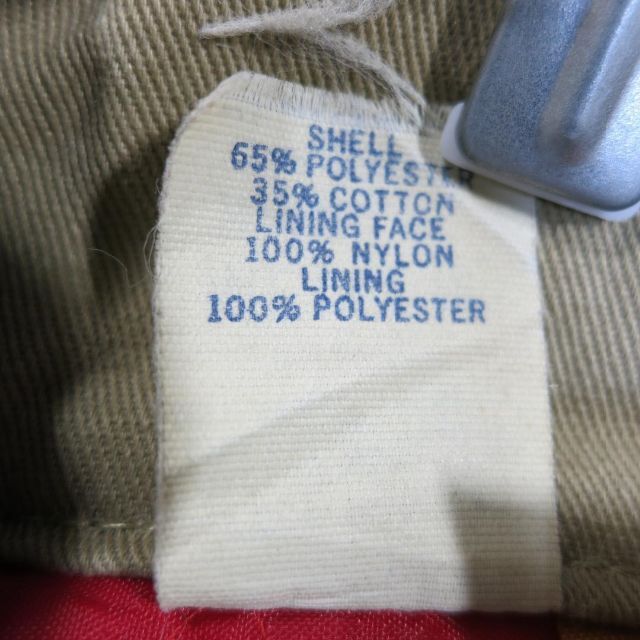 SHELL
65% POLYESTER
35% COTTON
LINING FACE
100% NYLON
LINING
100% POLYESTER